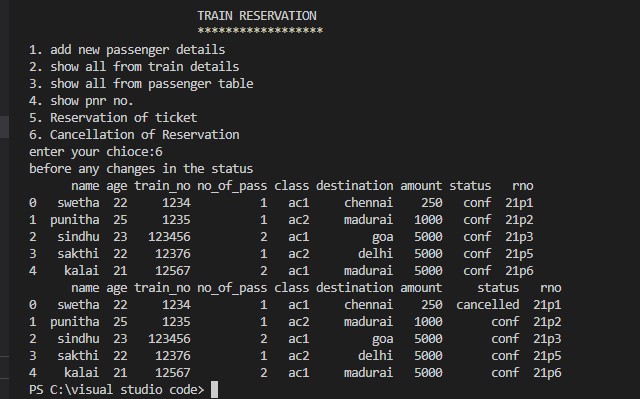 TRAIN RESERVATION
******************
1. add new passenger details
2. show all from train details
3. show all from passenger table
4. show pnr no.
5. Reservation of ticket
6. Cancellation of Reservation
enter your chioce:6
before any changes in the status
name age train_no no_of_pass class destination amount status rno
0 swetha 22 1234 1 ac1 chennai 250 conf 21p1
1 punitha 25 1235 1 ac2 madurai 1000 conf 21p2
2 sindhu 23 123456 2 ac1 goa 5000 conf 21p3
3 sakthi 22 12376 1 ac2 delhi 5000 conf 21p5
4 kalai 21 12567 2 ac1 madurai 5000 conf 21p6
name age train_no no_of_pass class destination amount status rno
0 swetha 22 1234 1 ac1 chennai 250 cancelled 21p1
1 punitha 25 1235 1 ac2 madurai 1000 conf 21p2
2 sindhu 23 123456 2 ac1 goa 5000 conf 21p3
3 sakthi 22 12376 1 ac2 delhi 5000 conf 21p5
4 kalai 21 12567 2 ac1 madurai 5000 conf 21p6
PS C:\visual studio code>